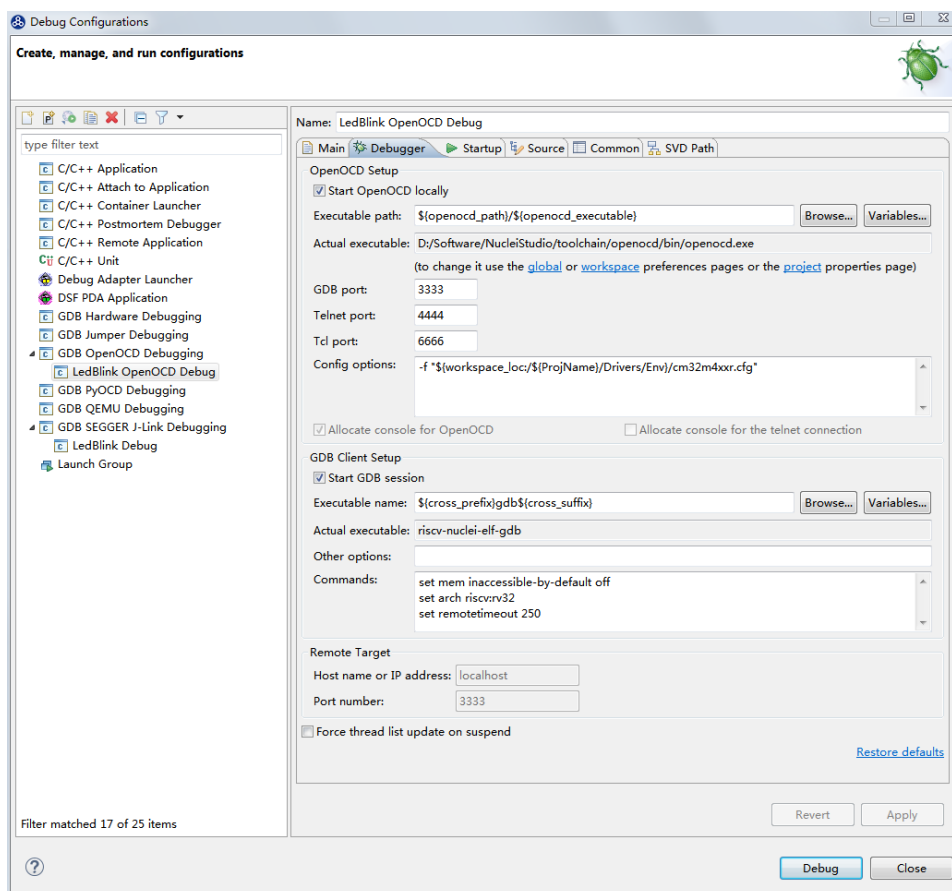 Debug Configurations
Create, manage, and run configurations
type filter text
C/C++ Application
C/C++ Attach to Application
C/C++ Container Launcher
C/C++ Postmortem Debugger
C/C++ Remote Application
C/C++ Unit
Debug Adapter Launcher
DSF PDA Application
GDB Hardware Debugging
GDB Jumper Debugging
GDB OpenOCD Debugging
LedBlink OpenOCD Debug
GDB PyOCD Debugging
GDB QEMU Debugging
GDB SEGGER J-Link Debugging
LedBlink Debug
Launch Group
Filter matched 17 of 25 items
Name: LedBlink OpenOCD Debug
Main Debugger Startup Source Common SVD Path
OpenOCD Setup
Start OpenOCD locally
Executable path: ${openocd_path}/${openocd_executable} Browse... Variables...
Actual executable: D:/Software/NucleiStudio/toolchain/openocd/bin/openocd.exe
(to change it use the global or workspace preferences pages or the project properties page)
GDB port: 3333
Telnet port: 4444
Tcl port: 6666
Config options: -f "${workspace_loc:/${ProjName}/Drivers/Env}/cm32m4xxr.cfg"
Allocate console for OpenOCD Allocate console for the telnet connection
GDB Client Setup
Start GDB session
Executable name: ${cross_prefix}gdb${cross_suffix} Browse... Variables...
Actual executable: riscv-nuclei-elf-gdb
Other options:
Commands: set mem inaccessible-by-default off
set arch riscv:rv32
set remotetimeout 250
Remote Target
Host name or IP address: localhost
Port number: 3333
Force thread list update on suspend
Restore defaults
Revert Apply
Debug Close